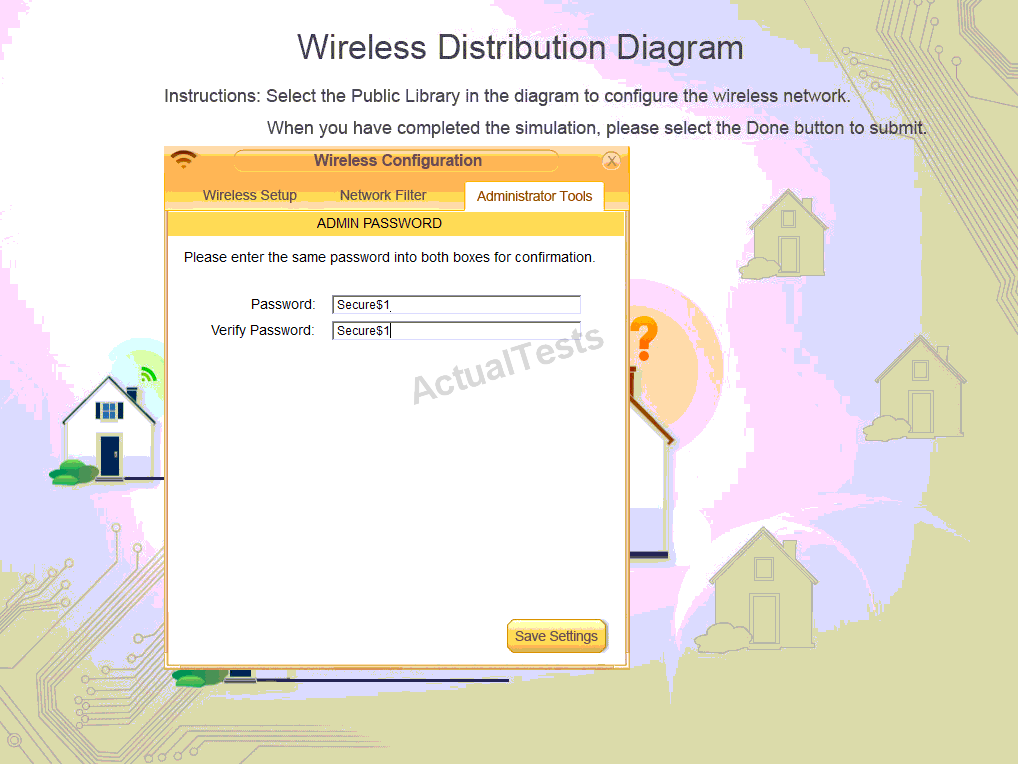 Wireless Distribution Diagram
Instructions: Select the Public Library in the diagram to configure the wireless network.
When you have completed the simulation, please select the Done button to submit.
Wireless Configuration
X
Wireless Setup Network Filter Administrator Tools
ADMIN PASSWORD
Please enter the same password into both boxes for confirmation.
Password: Secure$1
Verify Password: Secure$1
?
ActualTests
Save Settings